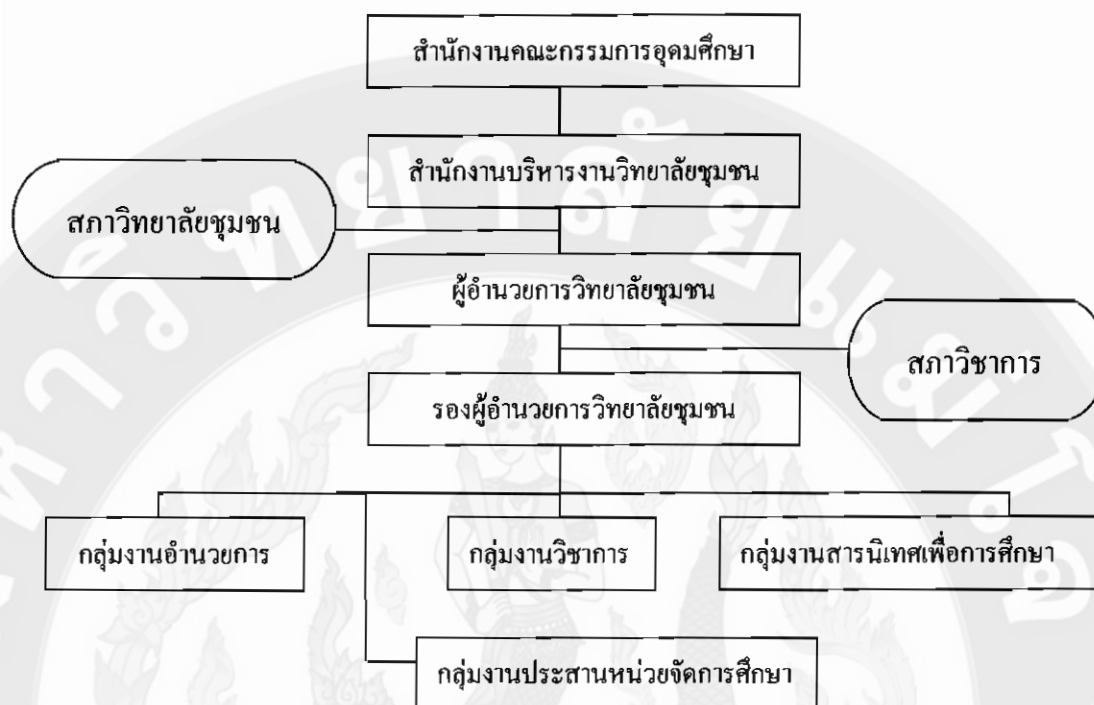 สำนักงานคณะกรรมการอุดมศึกษา
สำนักงานบริหารงานวิทยาลัยชุมชน
สภาวิทยาลัยชุมชน
ผู้อำนวยการวิทยาลัยชุมชน
สภาวิชาการ
รองผู้อำนวยการวิทยาลัยชุมชน
กลุ่มงานอำนวยการ
กลุ่มงานวิชาการ
กลุ่มงานสารนิเทศเพื่อการศึกษา
กลุ่มงานประสานหน่วยจัดการศึกษา